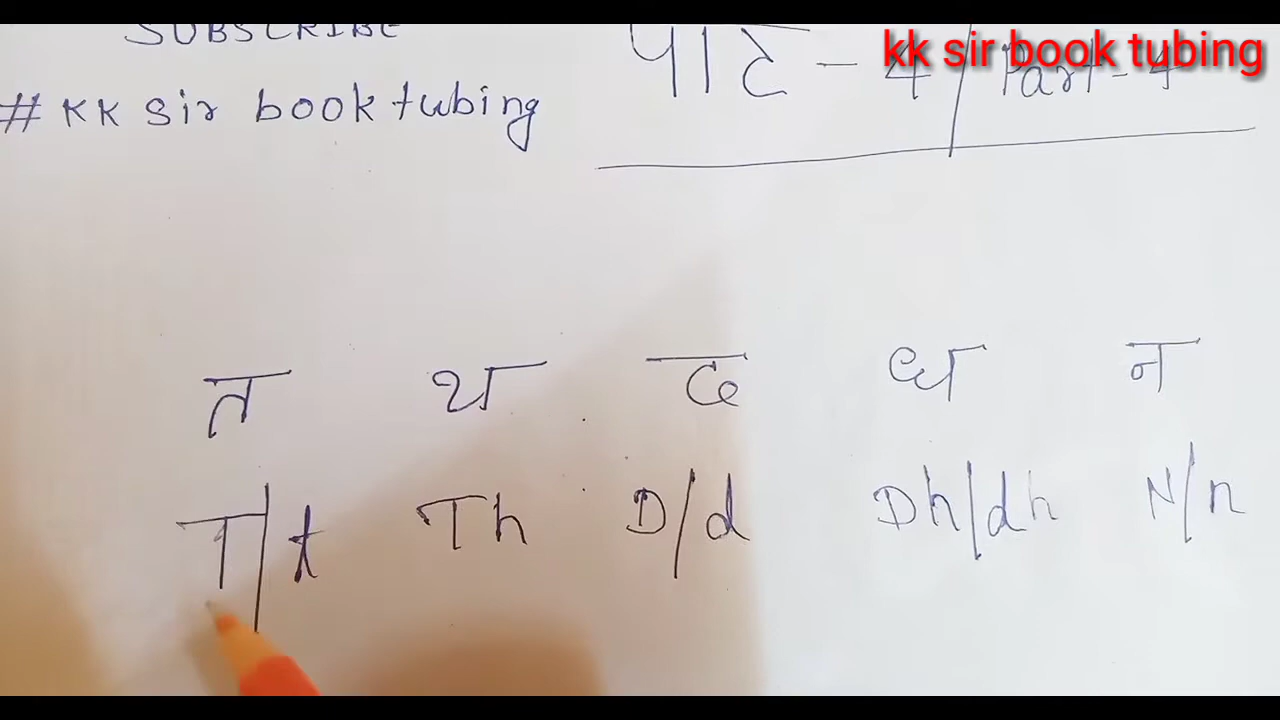 SUBSCRIBE
# KK Sir book tubing
पार्ट - 4 / Part - 4
kk sir book tubing
त थ द ध न
T/t Th D/d Dh/dh N/n